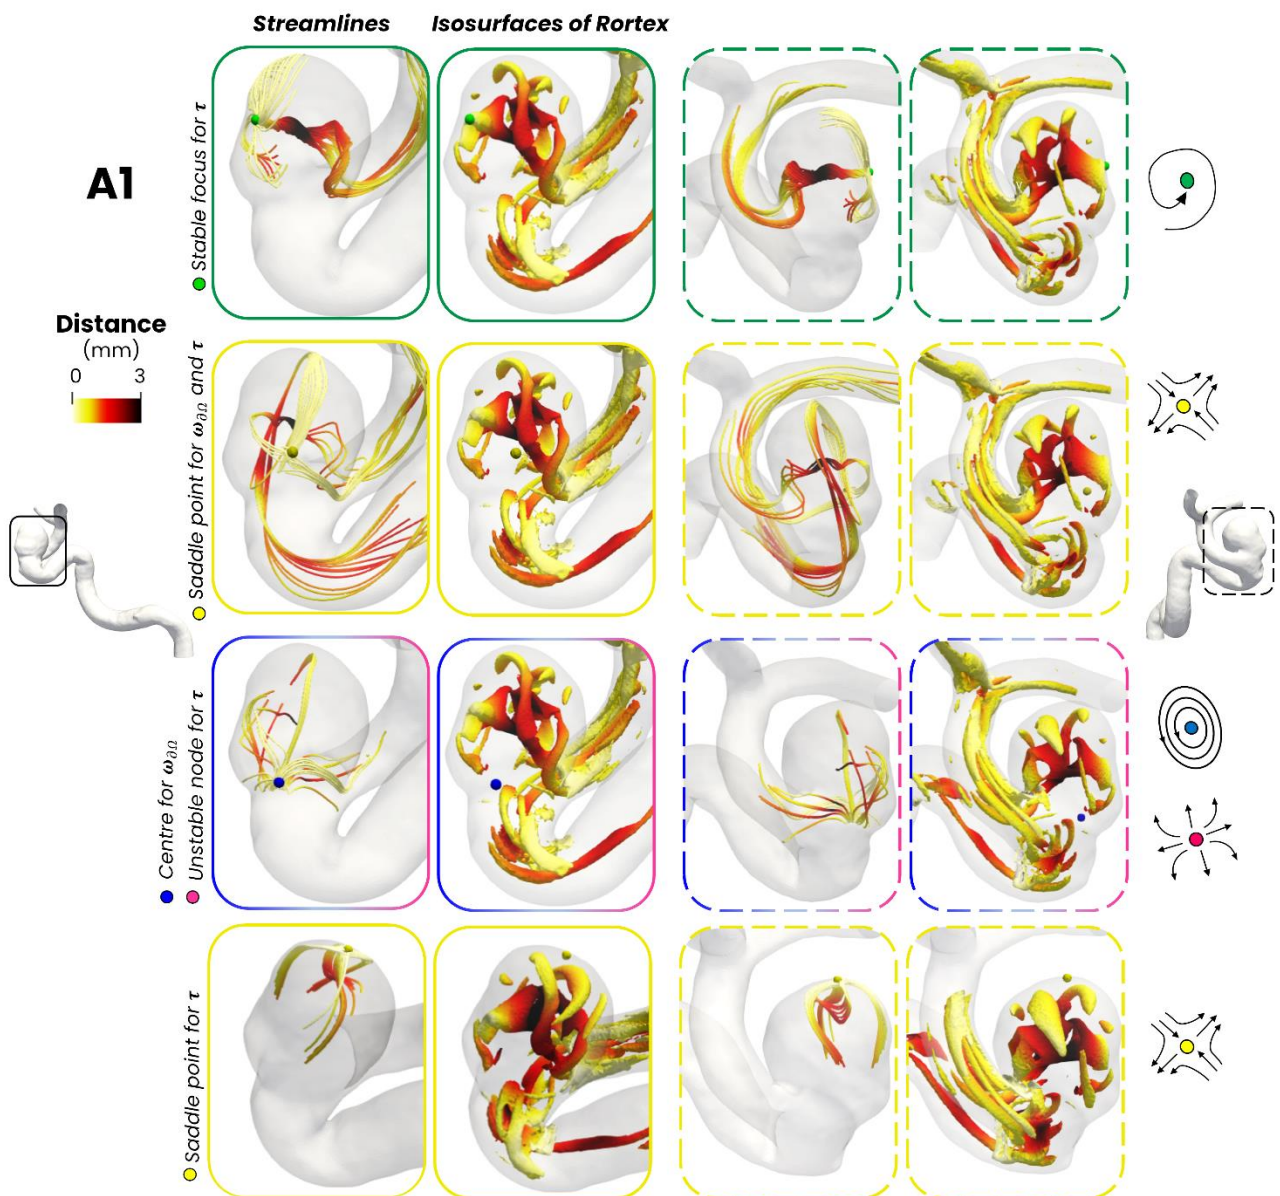 Streamlines
Isosurfaces of Rortex
A1
Stable focus for τ
Distance
(mm)
0 3
Saddle point for ω∂Ω and τ
Centre for ω∂Ω
Unstable node for τ
Saddle point for τ